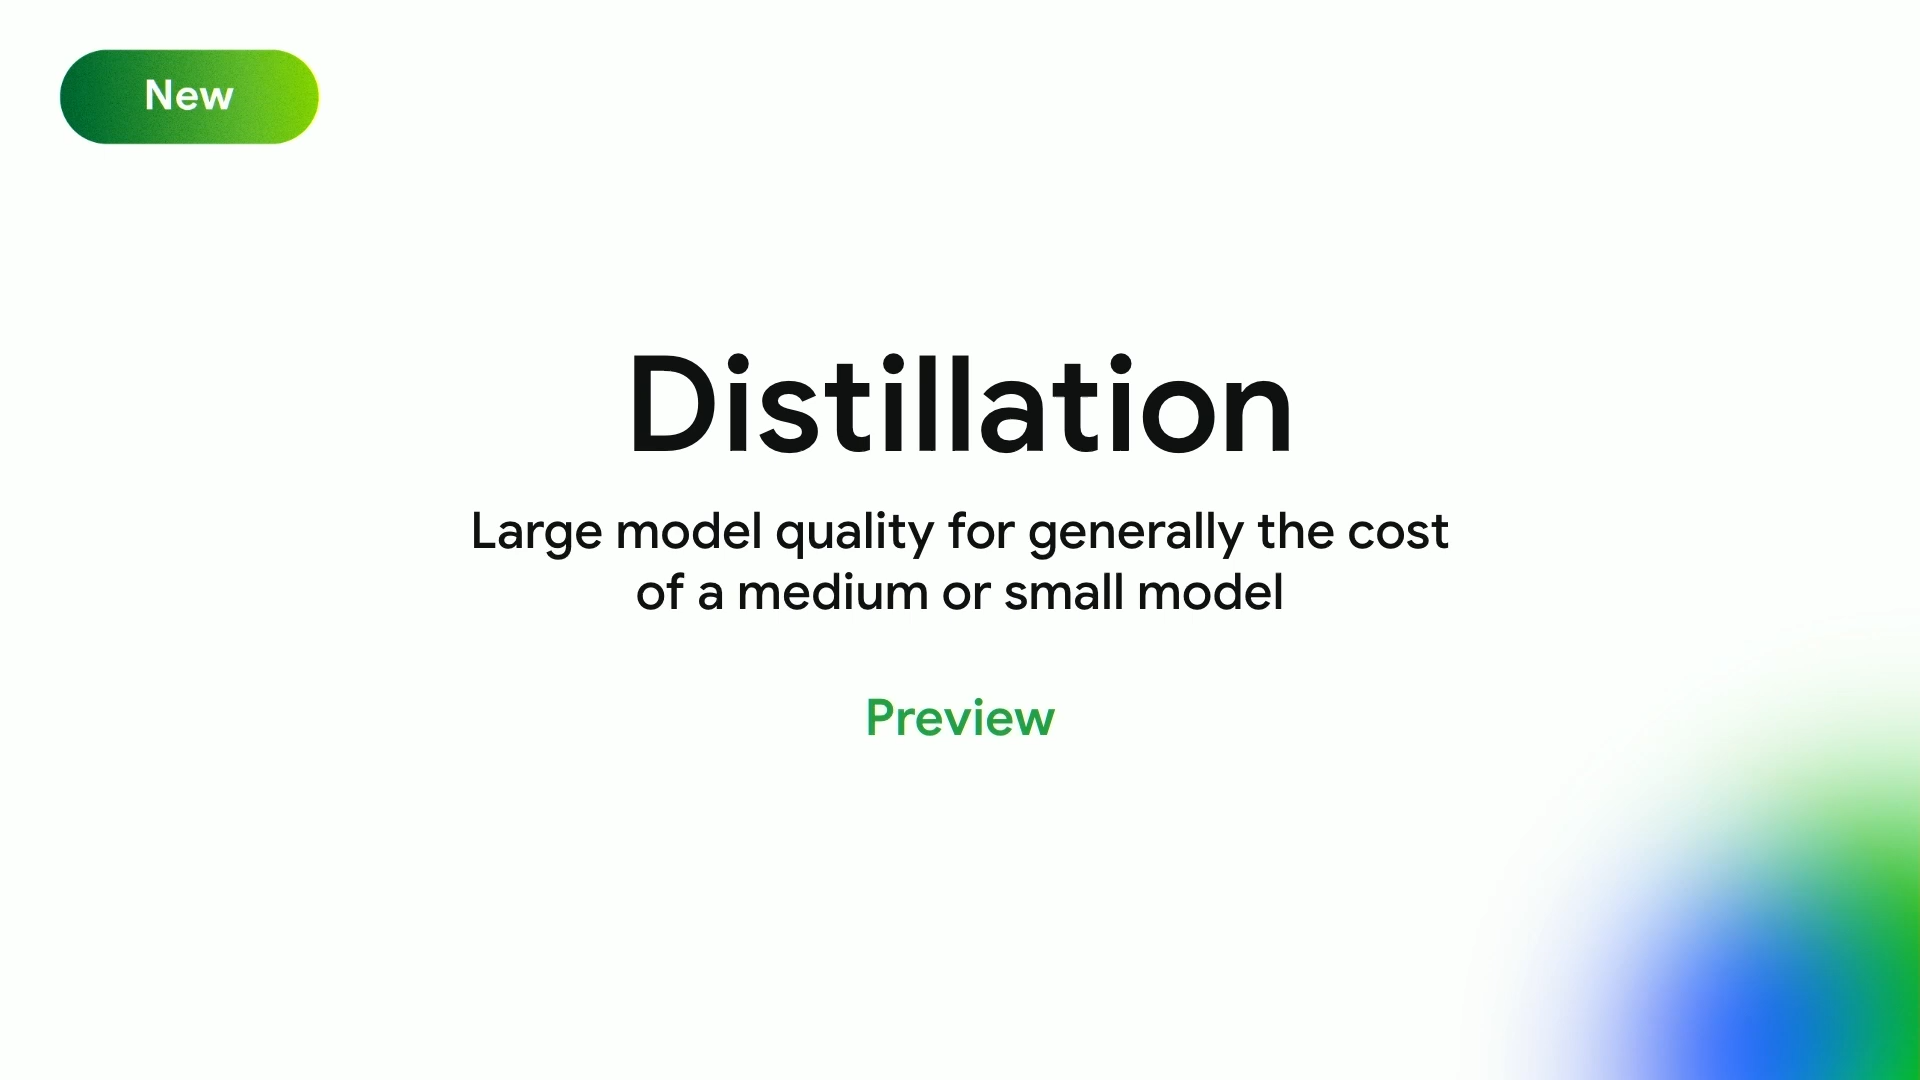 New
Distillation
Large model quality for generally the cost
of a medium or small model
Preview